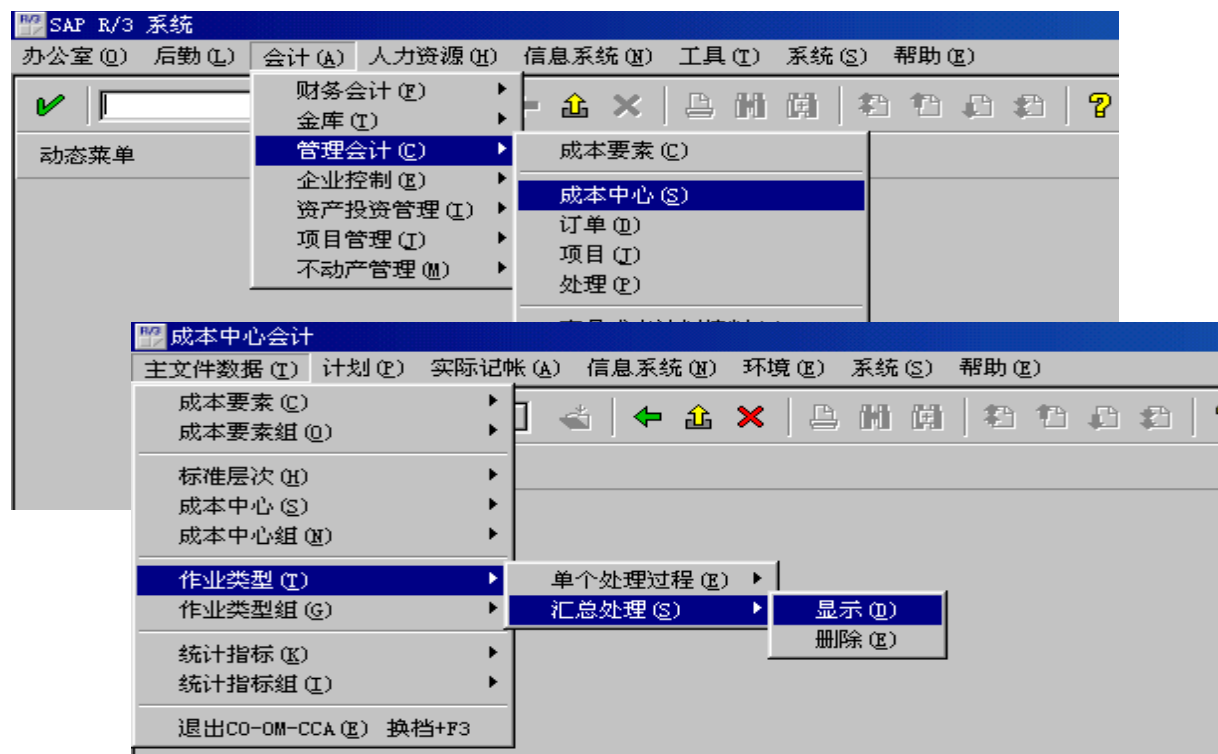 SAP R/3 系统
办公室(O) 后勤(L) 会计(A) 人力资源(H) 信息系统(N) 工具(T) 系统(S) 帮助(E)
财务会计(F)
金库(T)
动态菜单
管理会计(C)
成本要素(C)
企业控制(E)
成本中心(S)
资产投资管理(I)
订单(D)
项目管理(J)
项目(J)
不动产管理(M)
处理(P)
R/3 成本中心会计
主文件数据(T) 计划(P) 实际记帐(A) 信息系统(N) 环境(E) 系统(S) 帮助(E)
成本要素(C)
成本要素组(O)
标准层次(H)
成本中心(S)
成本中心组(N)
作业类型(T)
单个处理过程(E)
作业类型组(G)
汇总处理(S)
显示(D)
删除(E)
统计指标(K)
统计指标组(I)
退出CO-OM-CCA(E) 换档+F3